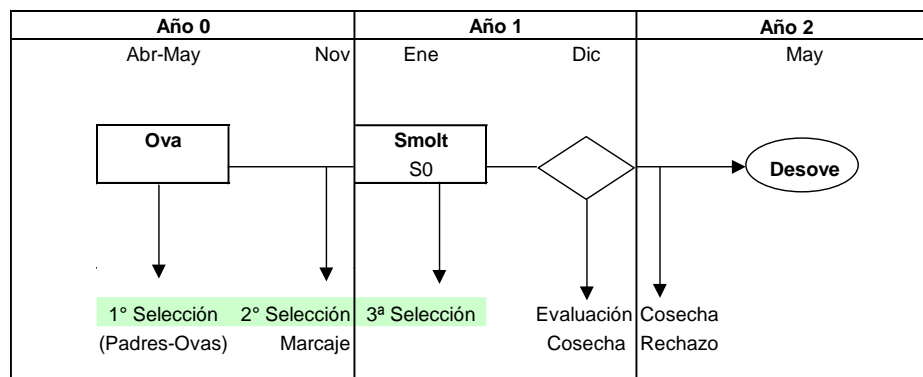 Año 0 Año 1 Año 2
Abr-May Nov Ene Dic May
Ova Smolt
S0
Desove
1° Selección 2° Selección 3ª Selección Evaluación Cosecha
(Padres-Ovas) Marcaje Cosecha Rechazo